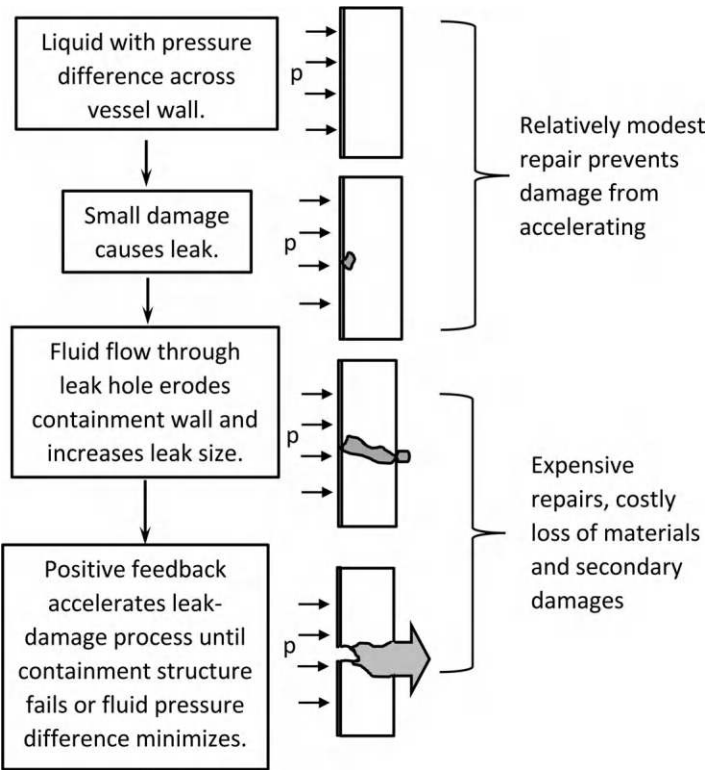 Liquid with pressure
difference across
vessel wall.
p
Small damage
causes leak.
p
Relatively modest
repair prevents
damage from
accelerating
Fluid flow through
leak hole erodes
containment wall and
increases leak size.
p
Positive feedback
accelerates leak-
damage process until
containment structure
fails or fluid pressure
difference minimizes.
p
Expensive
repairs, costly
loss of materials
and secondary
damages